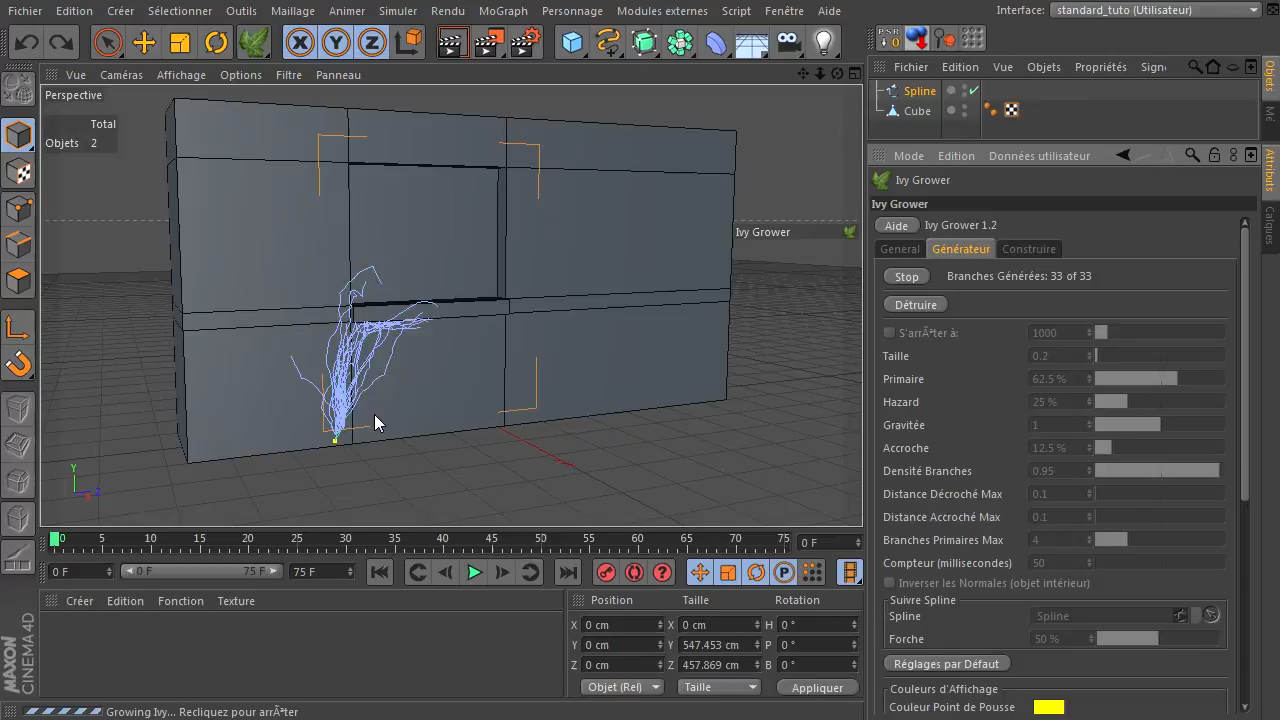 Fichier Edition Créer Sélectionner Outils Maillage Animer Simuler Rendu MoGraph Personnage Modules externes Script Fenêtre Aide Interface: standard_tuto (Utilisateur)
X Y Z
PSR
0
Vue Caméras Affichage Options Filtre Panneau
Fichier Edition Vue Objets Propriétés Sign
Objets
Mé
Perspective
Total
Objets 2
Spline
Cube
Mode Edition Données utilisateur
Attributs
Calques
Ivy Grower
Ivy Grower
Aide Ivy Grower 1.2
Ivy Grower
General Générateur Construire
Stop Branches Générées: 33 of 33
Détruire
S'arrÃªter à: 1000
Taille 0.2
Primaire 62.5 %
Hazard 25 %
Gravitée 1
Accroche 12.5 %
Densité Branches 0.95
Distance Décroché Max 0.1
Distance Accroché Max 0.1
Branches Primaires Max 4
Compteur (millisecondes) 50
Inverser les Normales (objet intérieur)
Suivre Spline
Spline Spline
Forche 50 %
Réglages par Défaut
Couleurs d'Affichage
Couleur Point de Pousse
Y
Z
0 5 10 15 20 25 30 35 40 45 50 55 60 65 70 75 0 F
0 F 0 F 75 F 75 F
P
Créer Edition Fonction Texture
Position Taille Rotation
X 0 cm X 0 cm H 0 °
Y 0 cm Y 547.453 cm P 0 °
Z 0 cm Z 457.869 cm B 0 °
Objet (Rel) Taille Appliquer
MAXON
CINEMA 4D
Growing Ivy... Recliquez pour arrÃªter